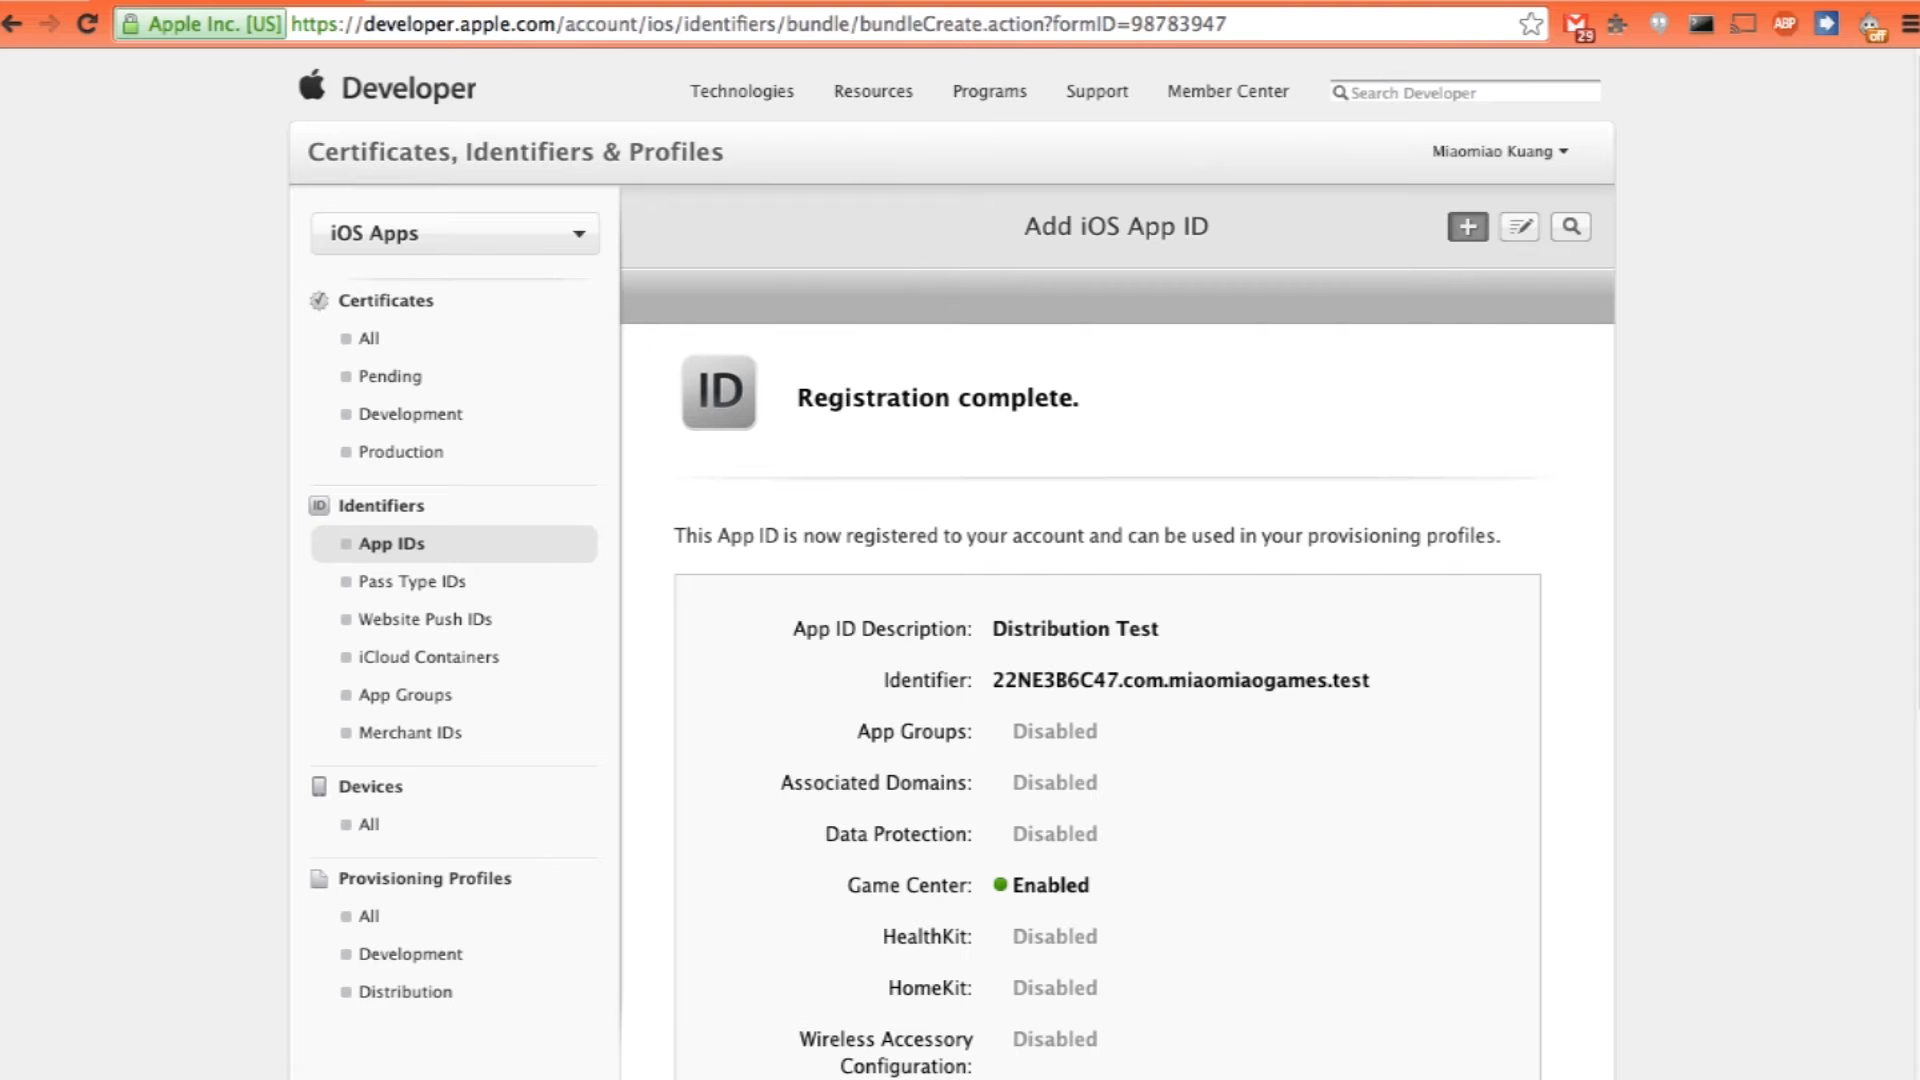 Apple Inc. [US] https://developer.apple.com/account/ios/identifiers/bundle/bundleCreate.action?formID=98783947
29
ABP
off
Developer
Technologies Resources Programs Support Member Center Search Developer
Certificates, Identifiers & Profiles
Miaomiao Kuang
iOS Apps
Add iOS App ID
Certificates
All
Pending
Development
Production
ID Identifiers
App IDs
Pass Type IDs
Website Push IDs
iCloud Containers
App Groups
Merchant IDs
Devices
All
Provisioning Profiles
All
Development
Distribution
ID
Registration complete.
This App ID is now registered to your account and can be used in your provisioning profiles.
App ID Description: Distribution Test
Identifier: 22NE3B6C47.com.miaomiaogames.test
App Groups: Disabled
Associated Domains: Disabled
Data Protection: Disabled
Game Center: Enabled
HealthKit: Disabled
HomeKit: Disabled
Wireless Accessory Disabled
Configuration: